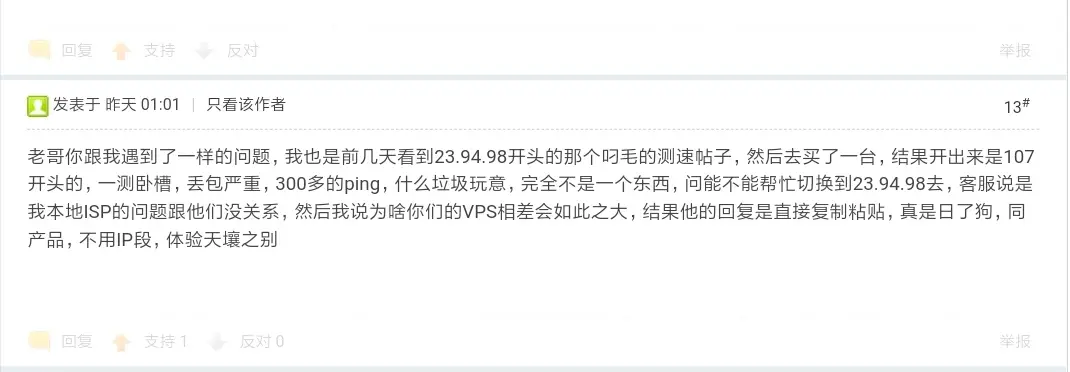 回复 支持 反对 举报
发表于 昨天 01:01 | 只看该作者 13#
老哥你跟我遇到了一样的问题，我也是前几天看到23.94.98开头的那个叼毛的测速帖子，然后去买了一台，结果开出来是107
开头的，一测卧槽，丢包严重，300多的ping，什么垃圾玩意，完全不是一个东西，问能不能帮忙切换到23.94.98去，客服说是
我本地ISP的问题跟他们没关系，然后我说为啥你们的VPS相差会如此之大，结果他的回复是直接复制粘贴，真是日了狗，同
产品，不用IP段，体验天壤之别
回复 支持 1 反对 0 举报